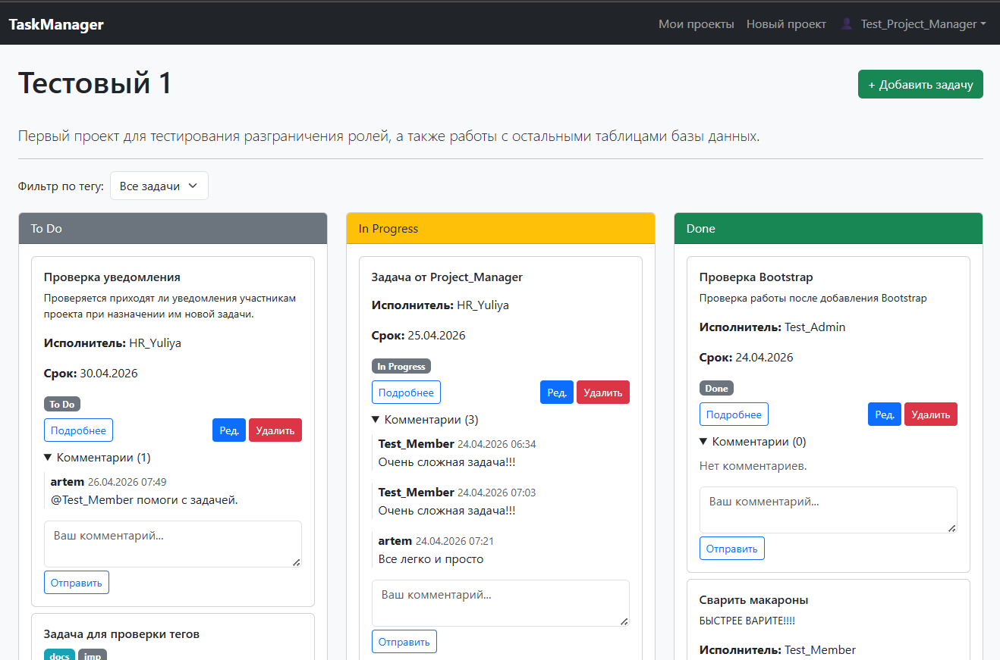 TaskManager
Мои проекты Новый проект Test_Project_Manager
Тестовый 1
+ Добавить задачу
Первый проект для тестирования разграничения ролей, а также работы с остальными таблицами базы данных.
Фильтр по тегу: Все задачи
To Do
Проверка уведомления
Проверяется приходят ли уведомления участникам
проекта при назначении им новой задачи.
Исполнитель: HR_Yuliya
Срок: 30.04.2026
To Do
Подробнее Ред. Удалить
▼ Комментарии (1)
artem 26.04.2026 07:49
@Test_Member помоги с задачей.
Ваш комментарий...
Отправить
Задача для проверки тегов
docs imp
In Progress
Задача от Project_Manager
Исполнитель: HR_Yuliya
Срок: 25.04.2026
In Progress
Подробнее Ред. Удалить
▼ Комментарии (3)
Test_Member 24.04.2026 06:34
Очень сложная задача!!!
Test_Member 24.04.2026 07:03
Очень сложная задача!!!
artem 24.04.2026 07:21
Все легко и просто
Ваш комментарий...
Отправить
Done
Проверка Bootstrap
Проверка работы после добавления Bootstrap
Исполнитель: Test_Admin
Срок: 24.04.2026
Done
Подробнее Ред. Удалить
▼ Комментарии (0)
Нет комментариев.
Ваш комментарий...
Отправить
Сварить макароны
БЫСТРЕЕ ВАРИТЕ!!!!
Исполнитель: Test_Member